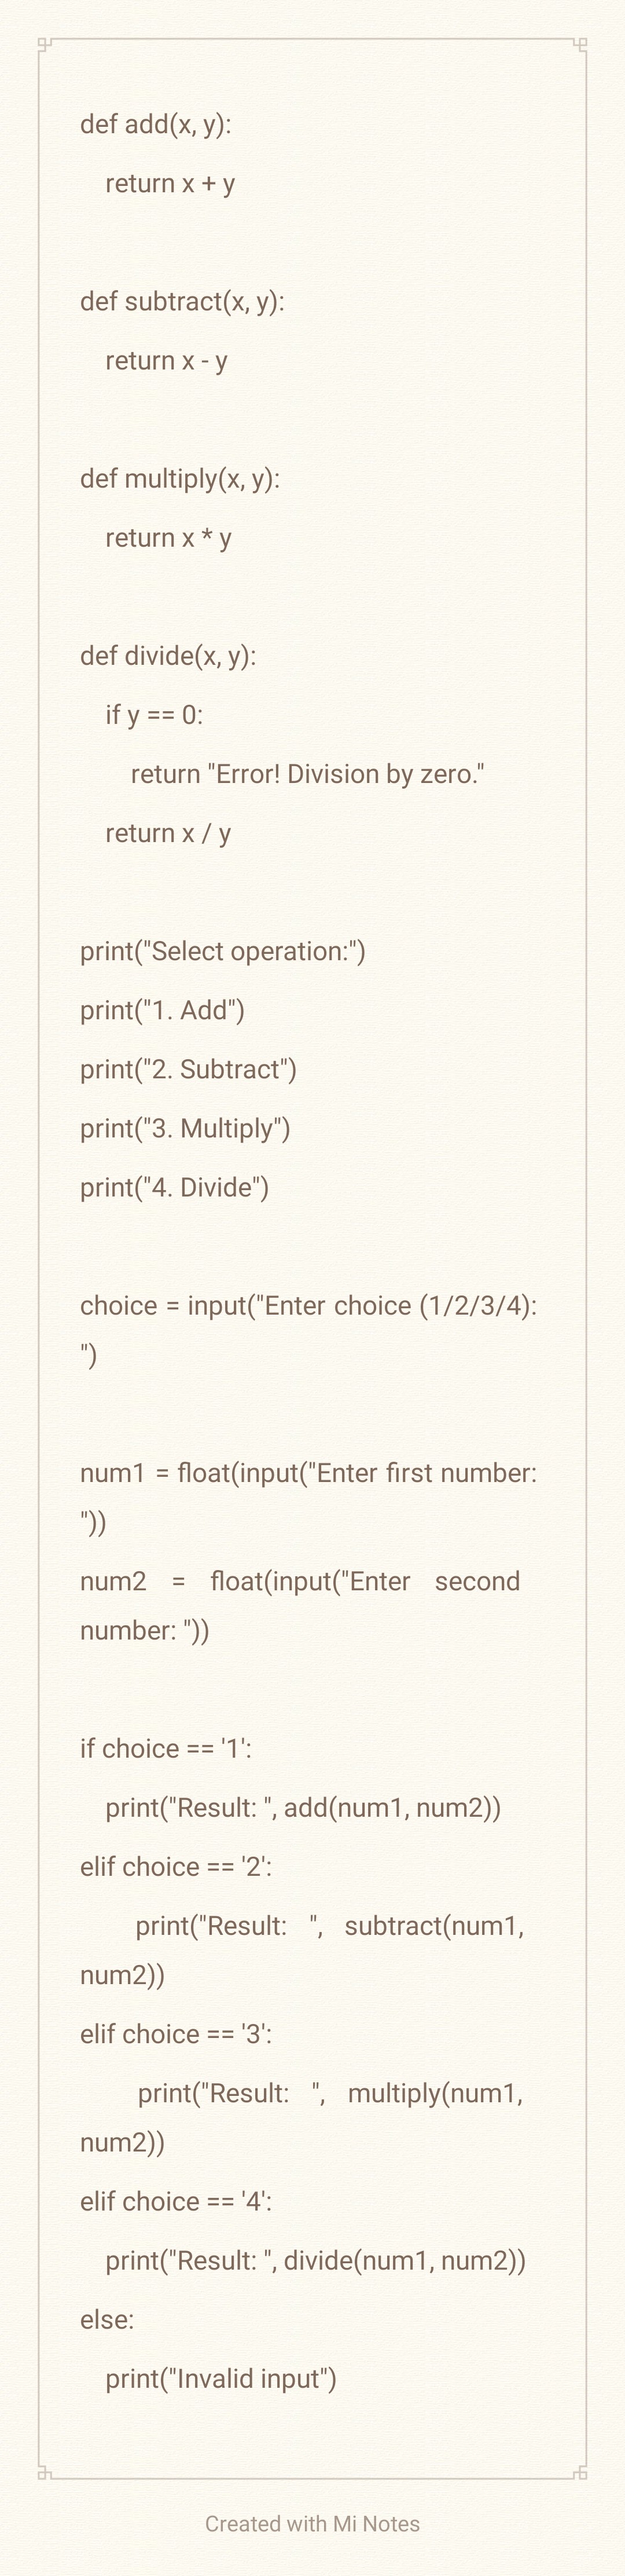 def add(x, y):
    return x + y

def subtract(x, y):
    return x - y

def multiply(x, y):
    return x * y

def divide(x, y):
    if y == 0:
        return "Error! Division by zero."
    return x / y

print("Select operation:")
print("1. Add")
print("2. Subtract")
print("3. Multiply")
print("4. Divide")

choice = input("Enter choice (1/2/3/4):
")

num1 = float(input("Enter first number:
"))
num2 = float(input("Enter second
number: "))

if choice == '1':
    print("Result: ", add(num1, num2))
elif choice == '2':
    print("Result: ", subtract(num1,
num2))
elif choice == '3':
    print("Result: ", multiply(num1,
num2))
elif choice == '4':
    print("Result: ", divide(num1, num2))
else:
    print("Invalid input")

Created with Mi Notes